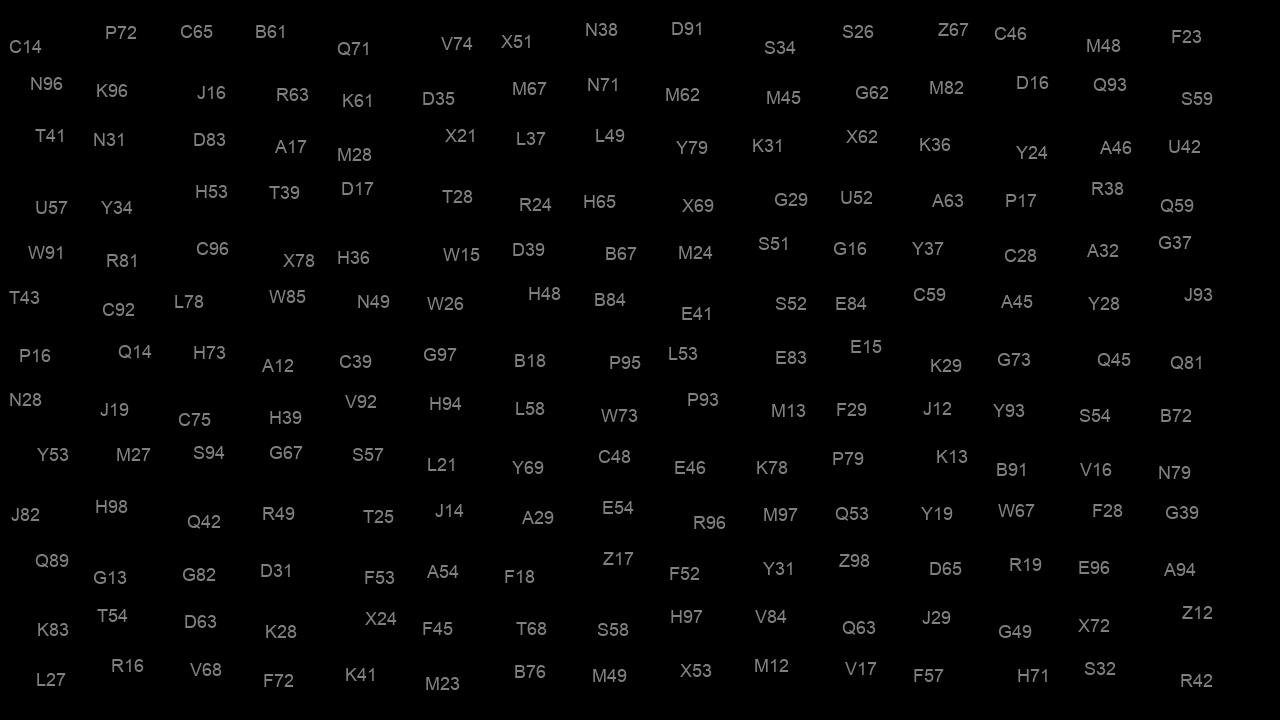 C14 P72 C65 B61 Q71 V74 X51 N38 D91 S34 S26 Z67 C46 M48 F23
N96 K96 J16 R63 K61 D35 M67 N71 M62 M45 G62 M82 D16 Q93 S59
T41 N31 D83 A17 M28 X21 L37 L49 Y79 K31 X62 K36 Y24 A46 U42
U57 Y34 H53 T39 D17 T28 R24 H65 X69 G29 U52 A63 P17 R38 Q59
W91 R81 C96 X78 H36 W15 D39 B67 M24 S51 G16 Y37 C28 A32 G37
T43 C92 L78 W85 N49 W26 H48 B84 E41 S52 E84 C59 A45 Y28 J93
P16 Q14 H73 A12 C39 G97 B18 P95 L53 E83 E15 K29 G73 Q45 Q81
N28 J19 C75 H39 V92 H94 L58 W73 P93 M13 F29 J12 Y93 S54 B72
Y53 M27 S94 G67 S57 L21 Y69 C48 E46 K78 P79 K13 B91 V16 N79
J82 H98 Q42 R49 T25 J14 A29 E54 R96 M97 Q53 Y19 W67 F28 G39
Q89 G13 G82 D31 F53 A54 F18 Z17 F52 Y31 Z98 D65 R19 E96 A94
K83 T54 D63 K28 X24 F45 T68 S58 H97 V84 Q63 J29 G49 X72 Z12
L27 R16 V68 F72 K41 M23 B76 M49 X53 M12 V17 F57 H71 S32 R42